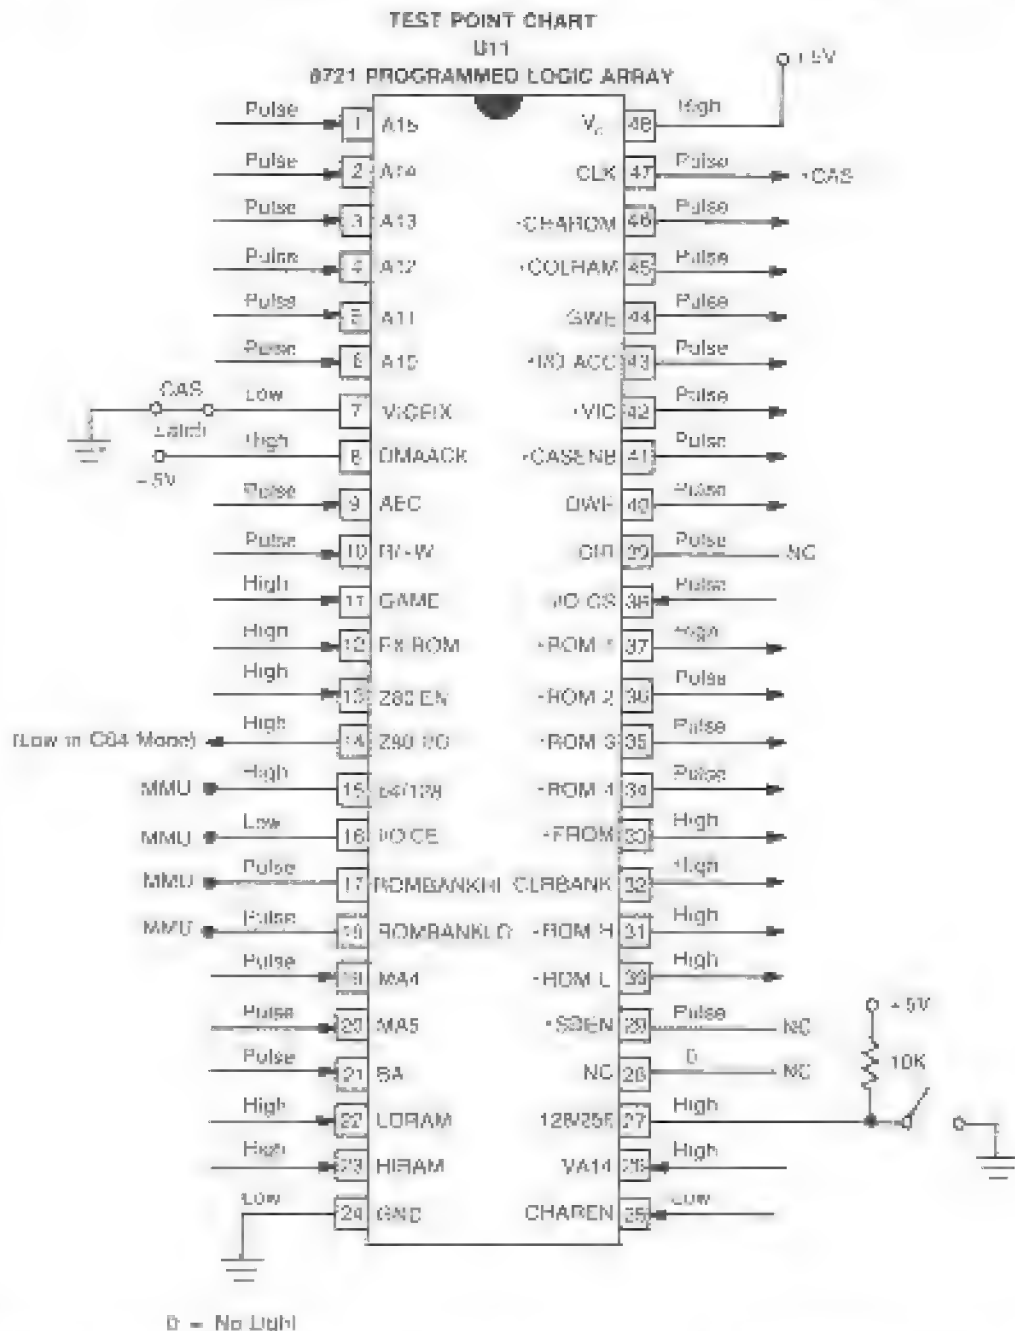 TEST POINT CHART
U11
8721 PROGRAMMED LOGIC ARRAY
Pulse 1 A15
Pulse 2 A14
Pulse 3 A13
Pulse 4 A12
Pulse 5 A11
Pulse 6 A10
CAS Low 7 VICFIX
Latch
High 8 DMAACK
+5V
Pulse 9 AEC
Pulse 10 R/*W
High 11 GAME
High 12 EX ROM
High 13 Z80 EN
(Low in C64 Mode) High 14 Z80 I/O
MMU High 15 64/128
MMU Low 16 I/O CE
MMU Pulse 17 ROMBANKHI
MMU Pulse 18 ROMBANKLO
Pulse 19 MA4
Pulse 20 MA5
Pulse 21 BA
High 22 LORAM
High 23 HIRAM
Low 24 GND
48 High +5V
CLK 47 Pulse *CAS
*CHAROM 46 Pulse
*COLRAM 45 Pulse
GWE 44 Pulse
*I/O ACC 43 Pulse
*VIC 42 Pulse
*CASENB 41 Pulse
DWE 40 Pulse
39 Pulse NC
I/O CS 38 Pulse
*ROM 1 37 High
*ROM 2 36 Pulse
*ROM 3 35 Pulse
*ROM 4 34 Pulse
*FROM 33 High
CLRBANK 32 High
*ROM H 31 High
*ROM L 30 High
*SDEN 29 Pulse NC
NC 28 0 NC
128/256 27 High
+5V
10K
VA14 26 High
CHAREN 25 Low
0 = No Light